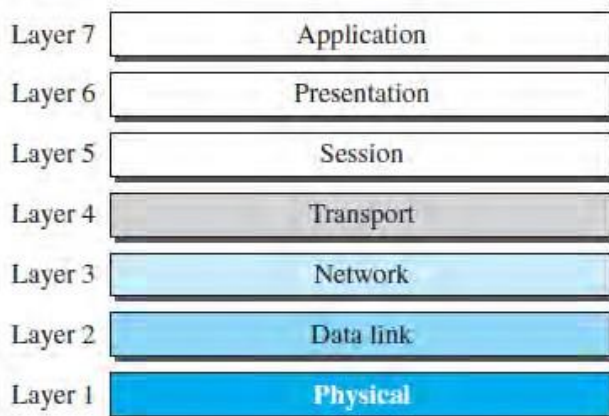 Layer 7 Application
Layer 6 Presentation
Layer 5 Session
Layer 4 Transport
Layer 3 Network
Layer 2 Data link
Layer 1 Physical